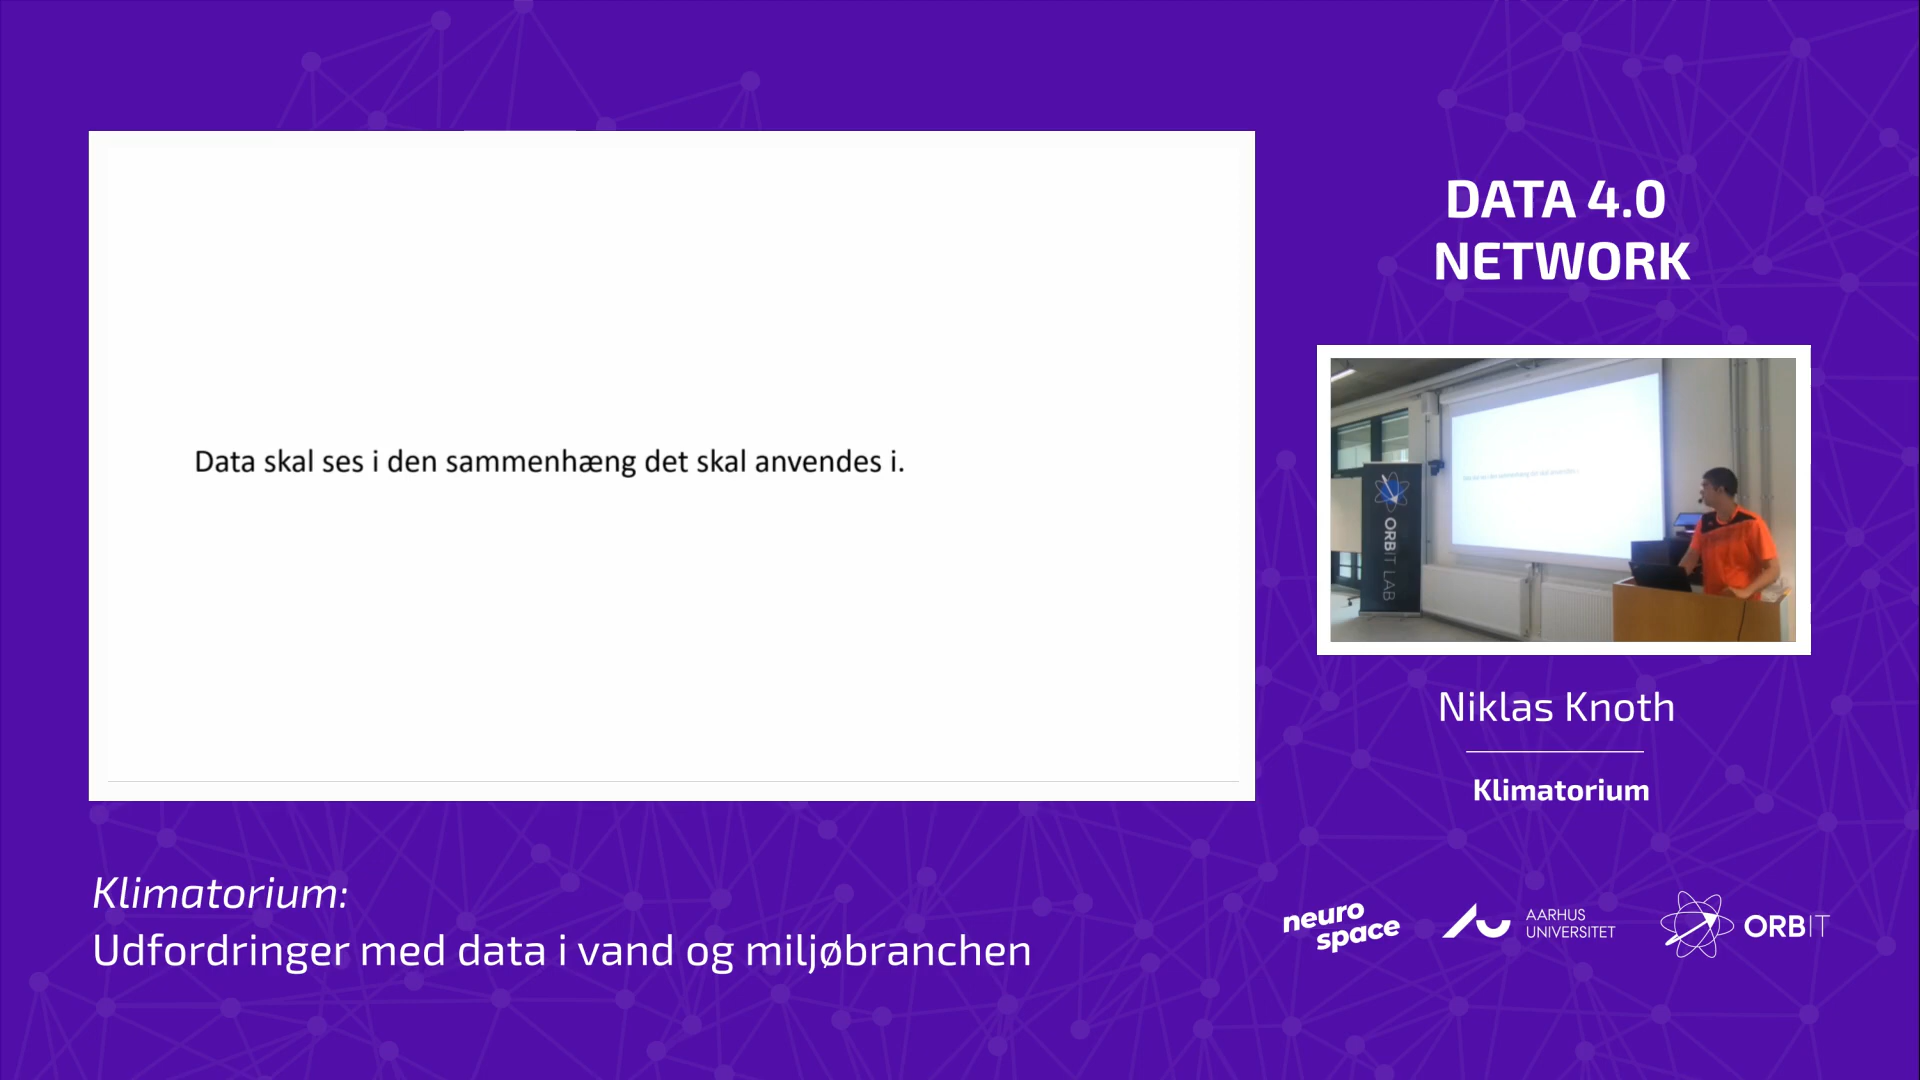 Data skal ses i den sammenhæng det skal anvendes i.
DATA 4.0
NETWORK
ORBIT LAB
Niklas Knoth
Klimatorium
Klimatorium:
Udfordringer med data i vand og miljøbranchen
neuro
space
AARHUS
UNIVERSITET
ORBIT